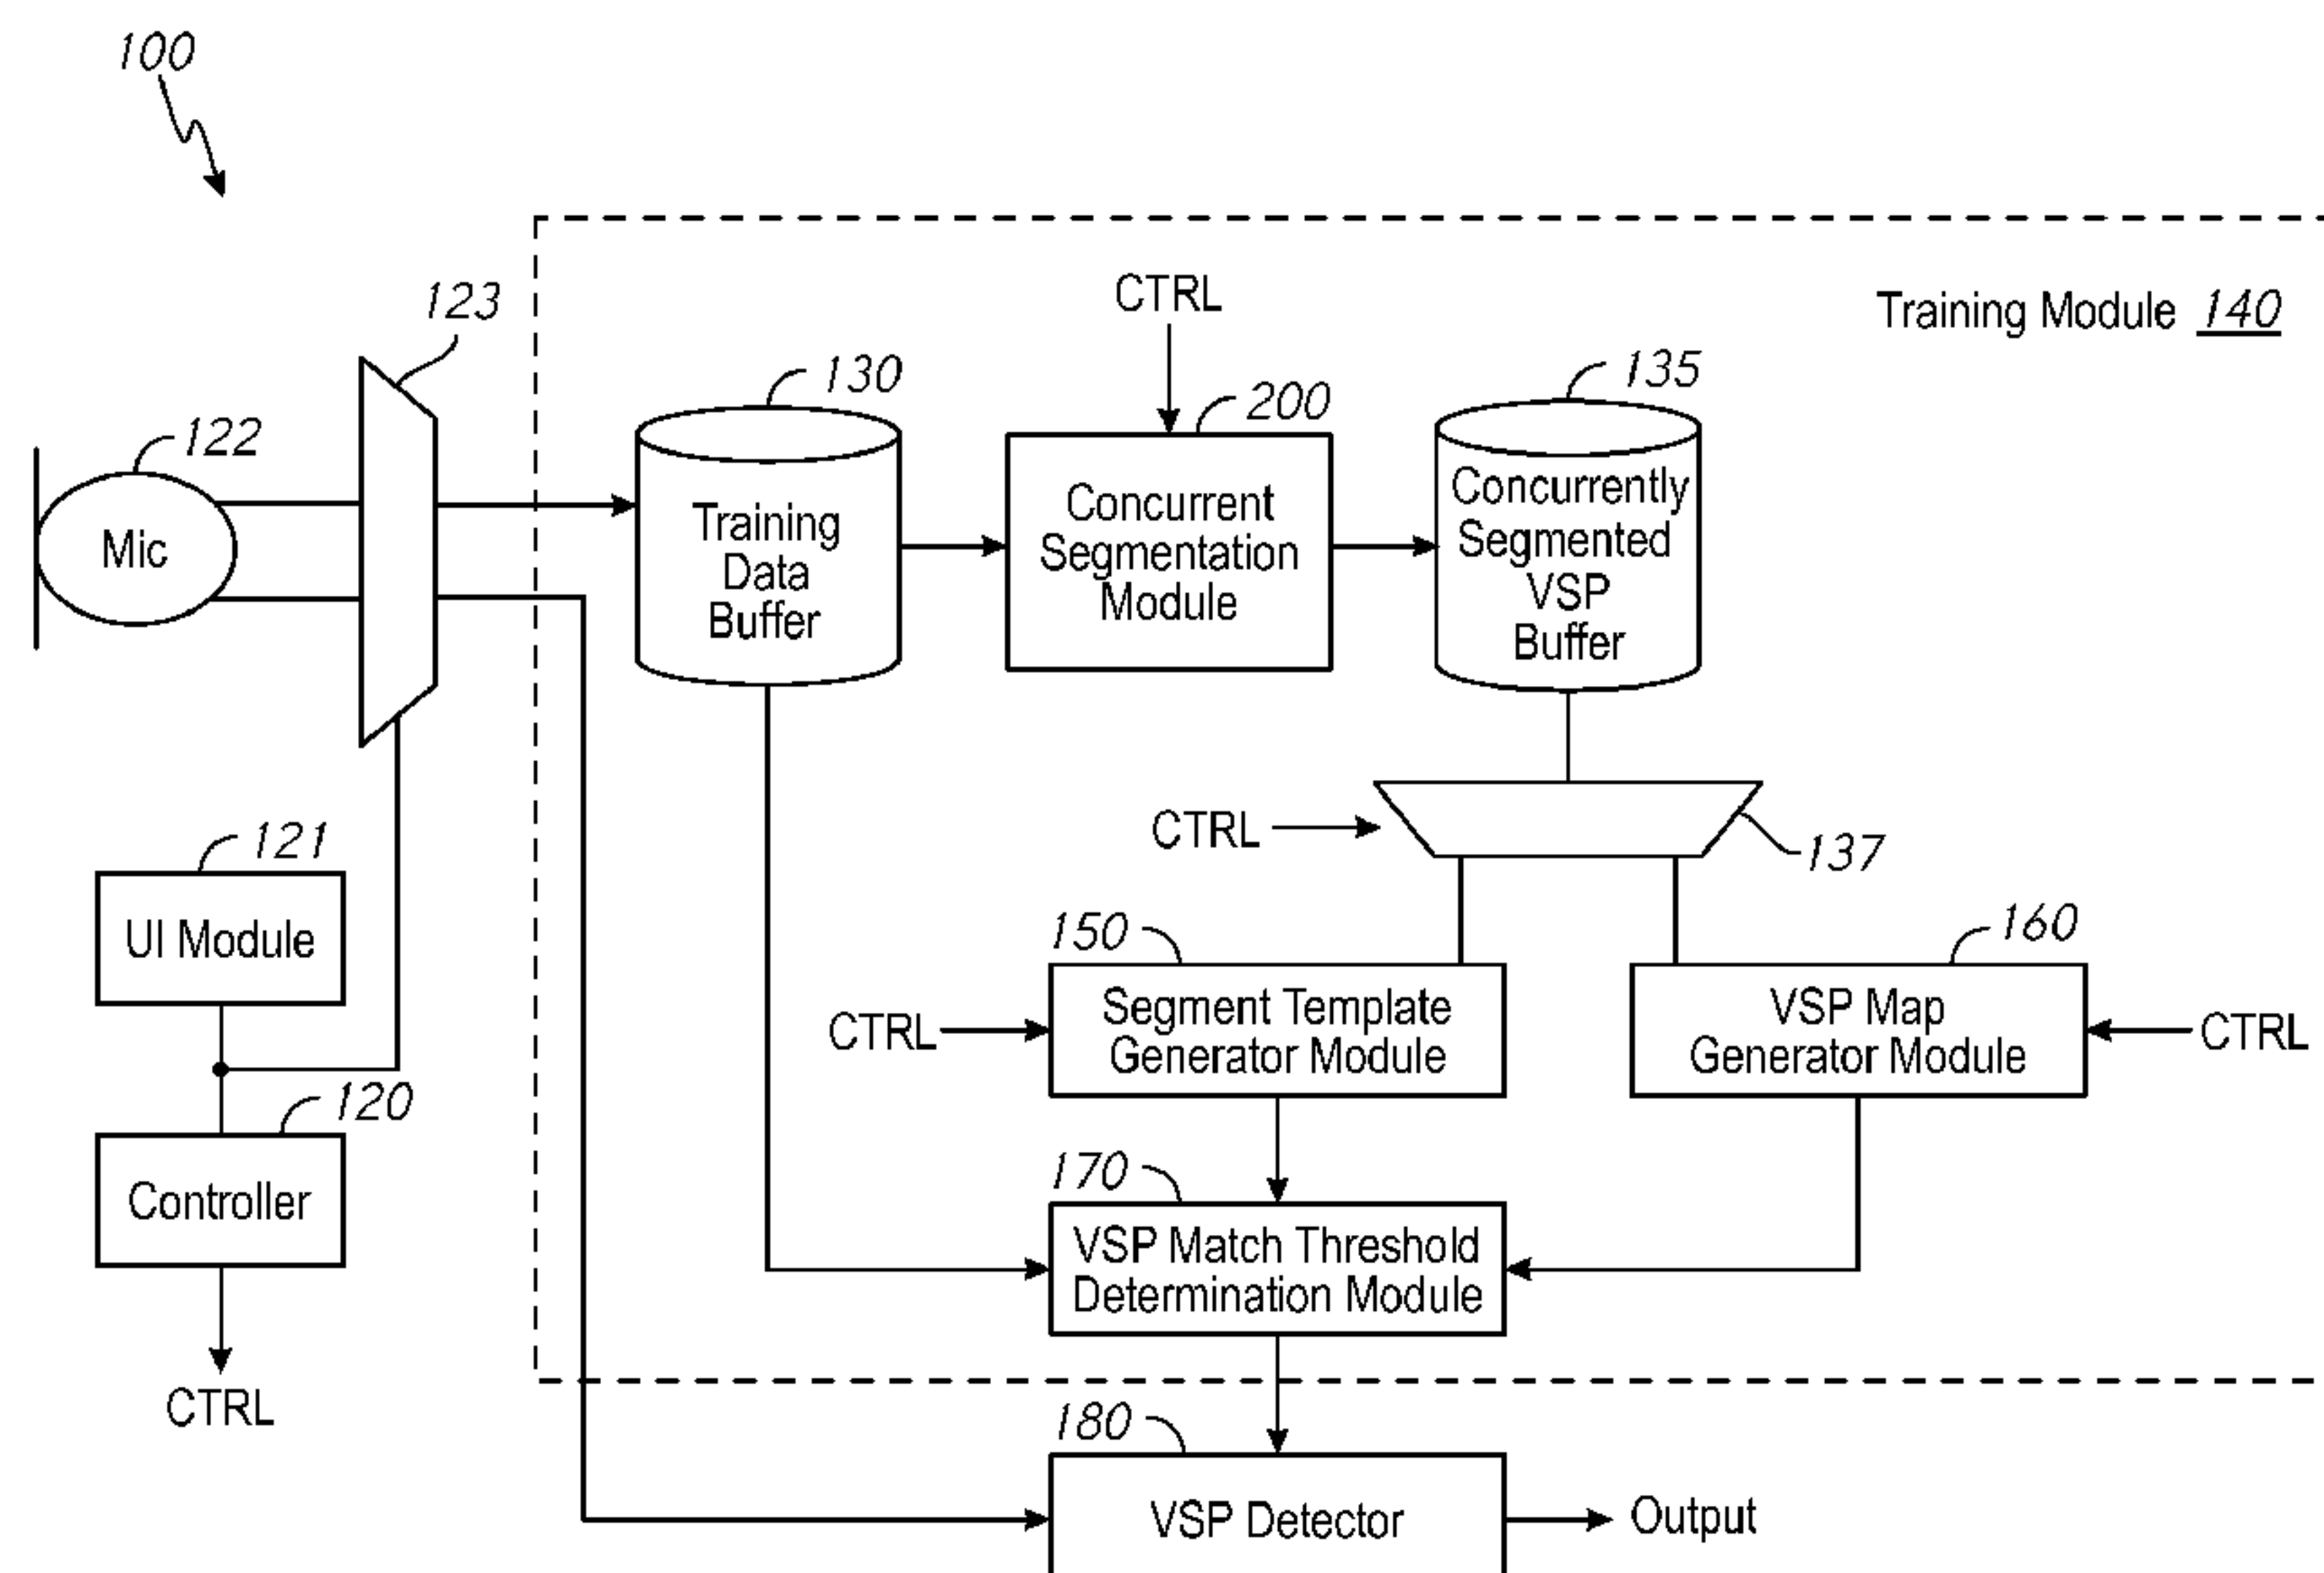 100
123
CTRL
Training Module 140
130
200
135
122
Mic
Training
Data
Buffer
Concurrent
Segmentation
Module
Concurrently
Segmented
VSP
Buffer
CTRL
137
121
UI Module
150
160
CTRL
Segment Template
Generator Module
VSP Map
Generator Module
CTRL
120
Controller
170
VSP Match Threshold
Determination Module
CTRL
180
VSP Detector
Output